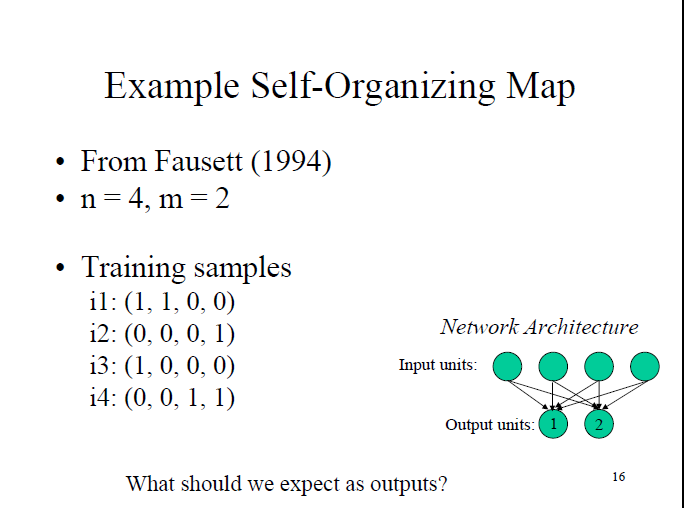 Example Self-Organizing Map
• From Fausett (1994)
• n = 4, m = 2
• Training samples
i1: (1, 1, 0, 0)
i2: (0, 0, 0, 1)
i3: (1, 0, 0, 0)
i4: (0, 0, 1, 1)
Network Architecture
Input units:
Output units: 1 2
What should we expect as outputs?
16